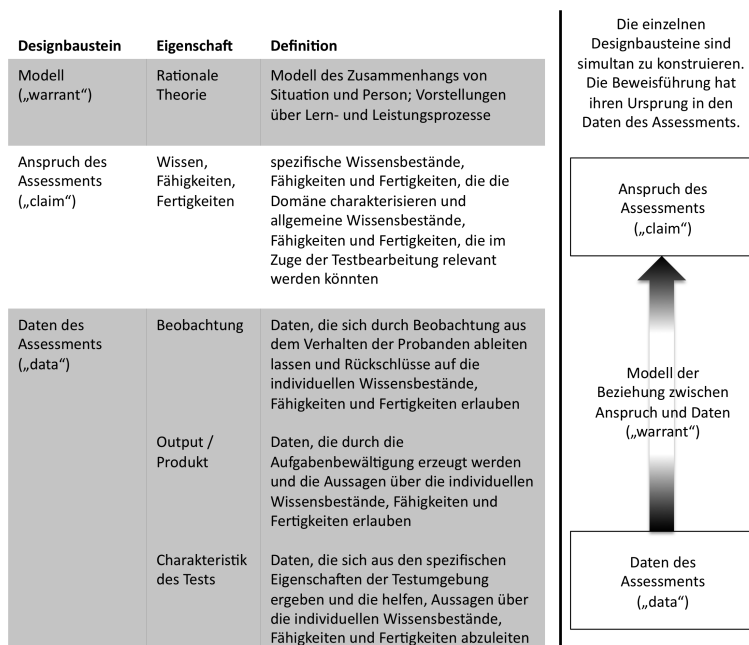 Designbaustein Eigenschaft Definition
Modell
(„warrant“)
Rationale
Theorie
Modell des Zusammenhangs von
Situation und Person; Vorstellungen
über Lern- und Leistungsprozesse
Anspruch des
Assessments
(„claim“)
Wissen,
Fähigkeiten,
Fertigkeiten
spezifische Wissensbestände,
Fähigkeiten und Fertigkeiten, die die
Domäne charakterisieren und
allgemeine Wissensbestände,
Fähigkeiten und Fertigkeiten, die im
Zuge der Testbearbeitung relevant
werden könnten
Daten des
Assessments
(„data“)
Beobachtung
Daten, die sich durch Beobachtung aus
dem Verhalten der Probanden ableiten
lassen und Rückschlüsse auf die
individuellen Wissensbestände,
Fähigkeiten und Fertigkeiten erlauben
Output /
Produkt
Daten, die durch die
Aufgabenbewältigung erzeugt werden
und die Aussagen über die individuellen
Wissensbestände, Fähigkeiten und
Fertigkeiten erlauben
Charakteristik
des Tests
Daten, die sich aus den spezifischen
Eigenschaften der Testumgebung
ergeben und die helfen, Aussagen über
die individuellen Wissensbestände,
Fähigkeiten und Fertigkeiten abzuleiten
Die einzelnen
Designbausteine sind
simultan zu konstruieren.
Die Beweisführung hat
ihren Ursprung in den
Daten des Assessments.
Anspruch des
Assessments
(„claim“)
Modell der
Beziehung zwischen
Anspruch und Daten
(„warrant“)
Daten des
Assessments
(„data“)